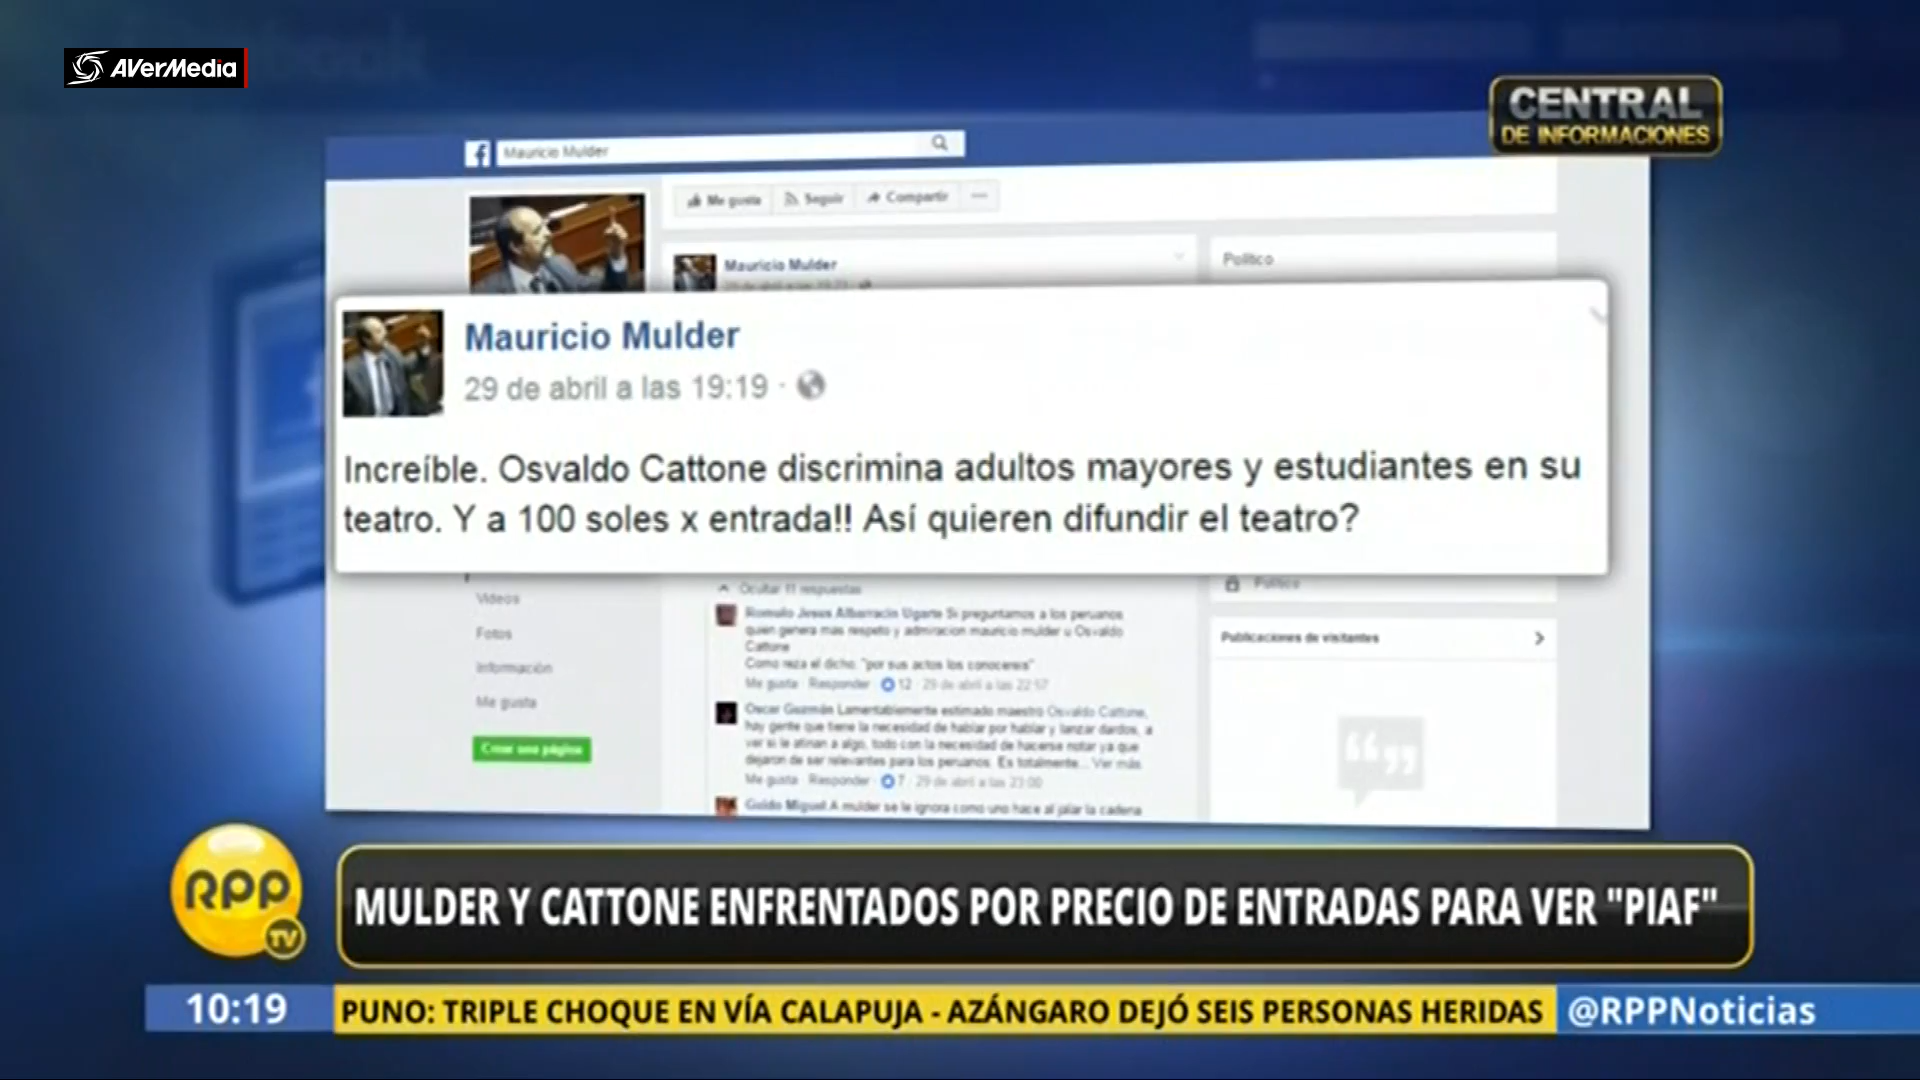 AVerMedia
CENTRAL
DE INFORMACIONES
Mauricio Mulder
Me gusta Seguir Compartir
Mauricio Mulder
Político
Mauricio Mulder
29 de abril a las 19:19 ·
Increíble. Osvaldo Cattone discrimina adultos mayores y estudiantes en su
teatro. Y a 100 soles x entrada!! Así quieren difundir el teatro?
Político
Videos
Fotos
Información
Me gusta
Crear una página
Ocultar 11 respuestas
Romulo Jesus Albarracin Ugarte Si preguntamos a los peruanos
quien genera mas respeto y admiracion mauricio mulder u Osvaldo
Cattone
Como reza el dicho: "por sus actos los conocereis"
Me gusta · Responder · 12 · 29 de abril a las 22:57
Oscar Guzmán Lamentablemente estimado maestro Osvaldo Cattone,
hay gente que tiene la necesidad de hablar por hablar y lanzar dardos, a
ver si le atinan a algo, todo con la necesidad de hacerse notar ya que
dejaron de ser relevantes para los peruanos. Es totalmente... Ver más
Me gusta · Responder · 7 · 29 de abril a las 23:00
Guido Miguel A mulder se le ignora como uno hace al jalar la cadena
Publicaciones de visitantes
RPP
TV
MULDER Y CATTONE ENFRENTADOS POR PRECIO DE ENTRADAS PARA VER "PIAF"
10:19
PUNO: TRIPLE CHOQUE EN VÍA CALAPUJA - AZÁNGARO DEJÓ SEIS PERSONAS HERIDAS
@RPPNoticias